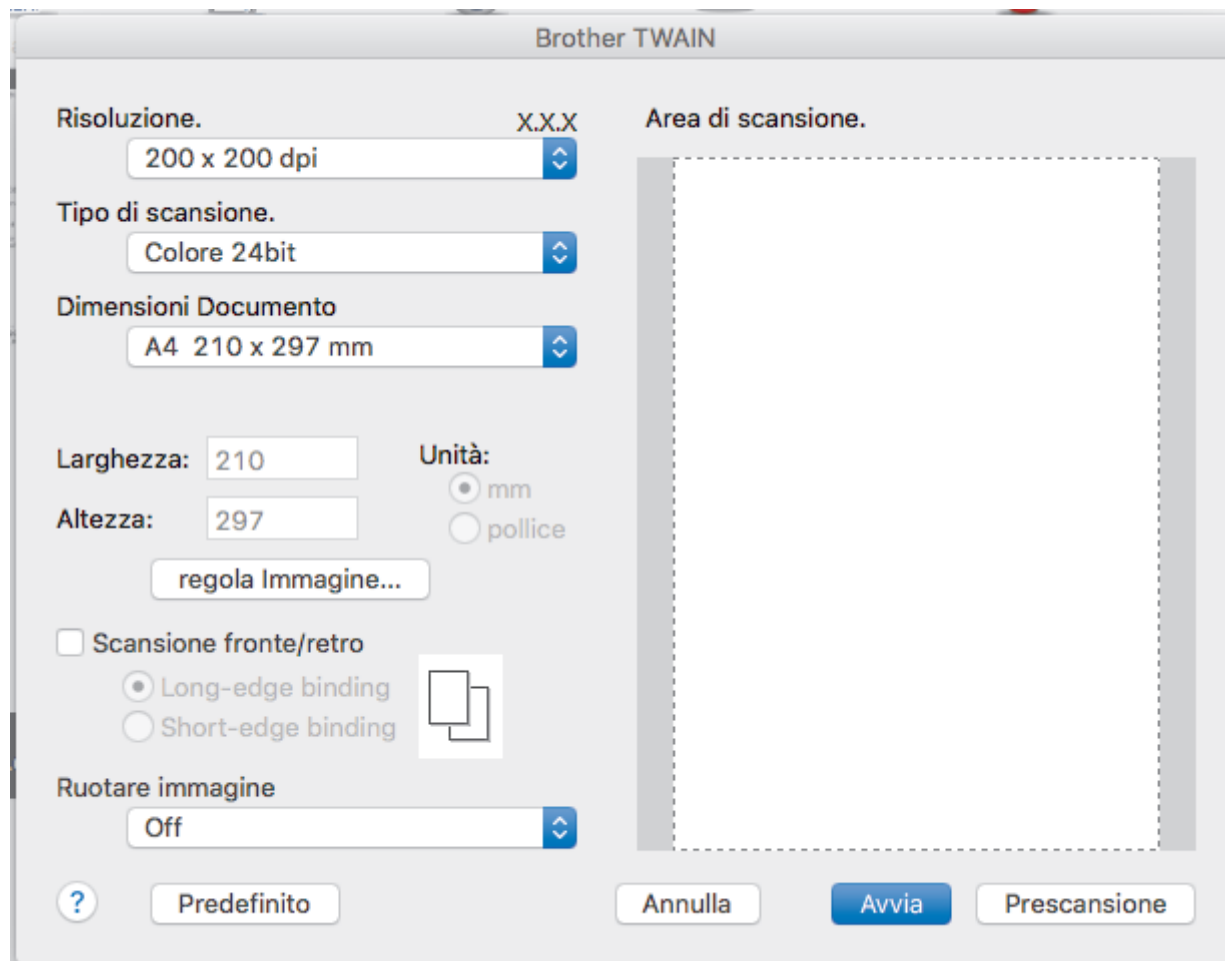 Brother TWAIN
Risoluzione.
X.X.X
200 x 200 dpi
Tipo di scansione.
Colore 24bit
Dimensioni Documento
A4 210 x 297 mm
Larghezza: 210
Altezza: 297
Unità:
mm
pollice
regola Immagine...
Scansione fronte/retro
Long-edge binding
Short-edge binding
Ruotare immagine
Off
Area di scansione.
?
Predefinito
Annulla
Avvia
Prescansione